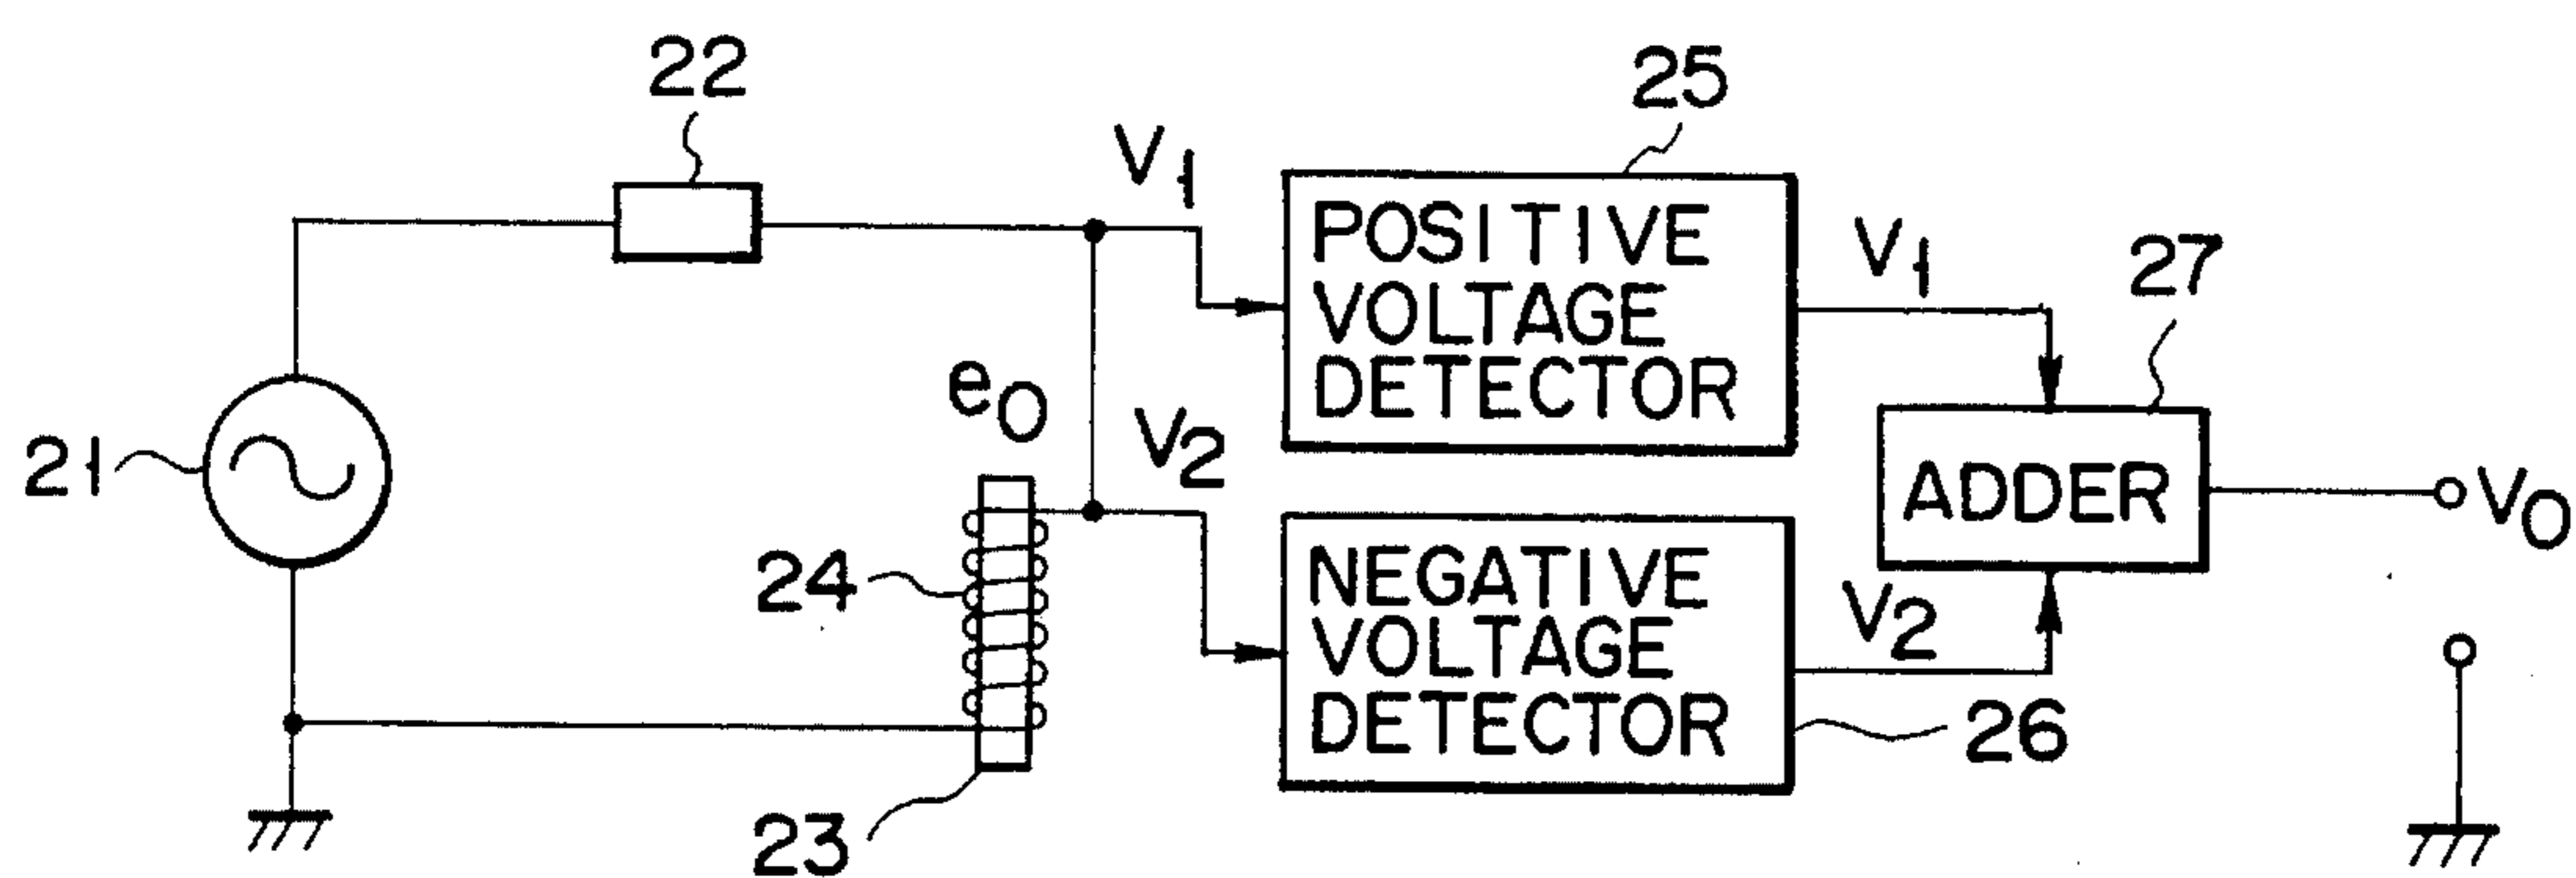 22
25
V1
POSITIVE
VOLTAGE
DETECTOR
V1
27
e0
V2
21
ADDER
V0
24
NEGATIVE
VOLTAGE
DETECTOR
V2
26
23